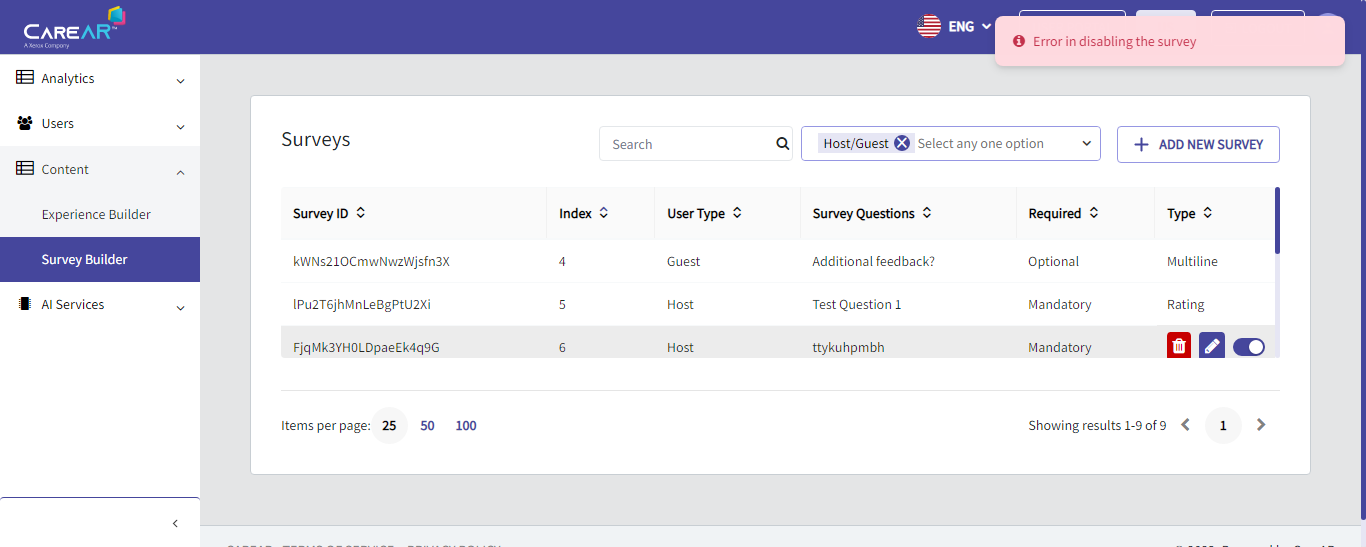 CAREAR™
A Xerox Company
ENG
Error in disabling the survey
Analytics
Users
Content
Experience Builder
Survey Builder
AI Services
Surveys
Search
Host/Guest Select any one option
ADD NEW SURVEY
Survey ID Index User Type Survey Questions Required Type
kWNs21OCmwNwzWjsfn3X 4 Guest Additional feedback? Optional Multiline
lPu2T6jhMnLeBgPtU2Xi 5 Host Test Question 1 Mandatory Rating
FjqMk3YH0LDpaeEk4q9G 6 Host ttykuhpmbh Mandatory
Items per page: 25 50 100
Showing results 1-9 of 9 1